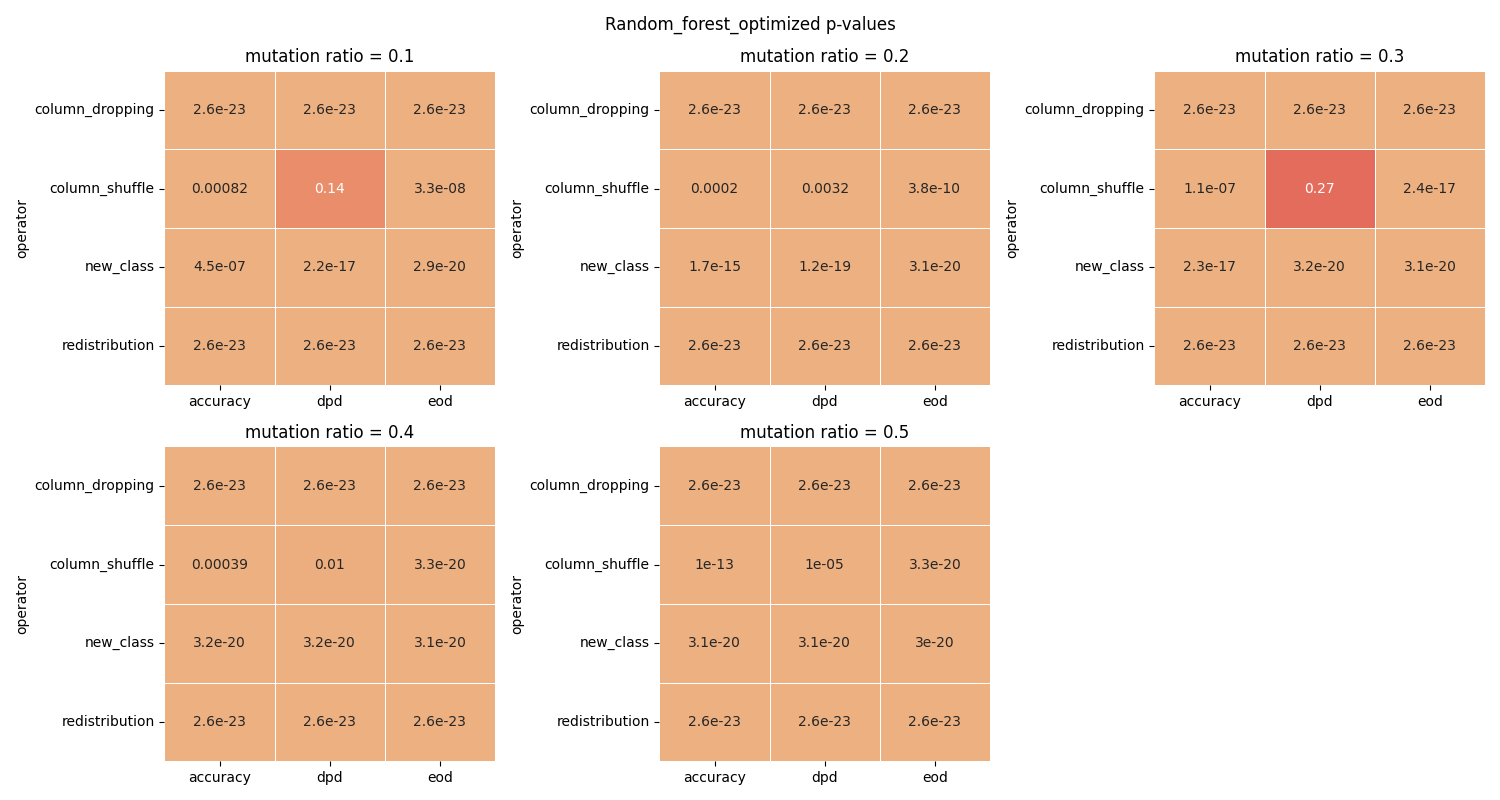 Random_forest_optimized p-values
mutation ratio = 0.1
operator
column_dropping 2.6e-23 2.6e-23 2.6e-23
column_shuffle 0.00082 0.14 3.3e-08
new_class 4.5e-07 2.2e-17 2.9e-20
redistribution 2.6e-23 2.6e-23 2.6e-23
accuracy dpd eod
mutation ratio = 0.2
operator
column_dropping 2.6e-23 2.6e-23 2.6e-23
column_shuffle 0.0002 0.0032 3.8e-10
new_class 1.7e-15 1.2e-19 3.1e-20
redistribution 2.6e-23 2.6e-23 2.6e-23
accuracy dpd eod
mutation ratio = 0.3
operator
column_dropping 2.6e-23 2.6e-23 2.6e-23
column_shuffle 1.1e-07 0.27 2.4e-17
new_class 2.3e-17 3.2e-20 3.1e-20
redistribution 2.6e-23 2.6e-23 2.6e-23
accuracy dpd eod
mutation ratio = 0.4
operator
column_dropping 2.6e-23 2.6e-23 2.6e-23
column_shuffle 0.00039 0.01 3.3e-20
new_class 3.2e-20 3.2e-20 3.1e-20
redistribution 2.6e-23 2.6e-23 2.6e-23
accuracy dpd eod
mutation ratio = 0.5
operator
column_dropping 2.6e-23 2.6e-23 2.6e-23
column_shuffle 1e-13 1e-05 3.3e-20
new_class 3.1e-20 3.1e-20 3e-20
redistribution 2.6e-23 2.6e-23 2.6e-23
accuracy dpd eod